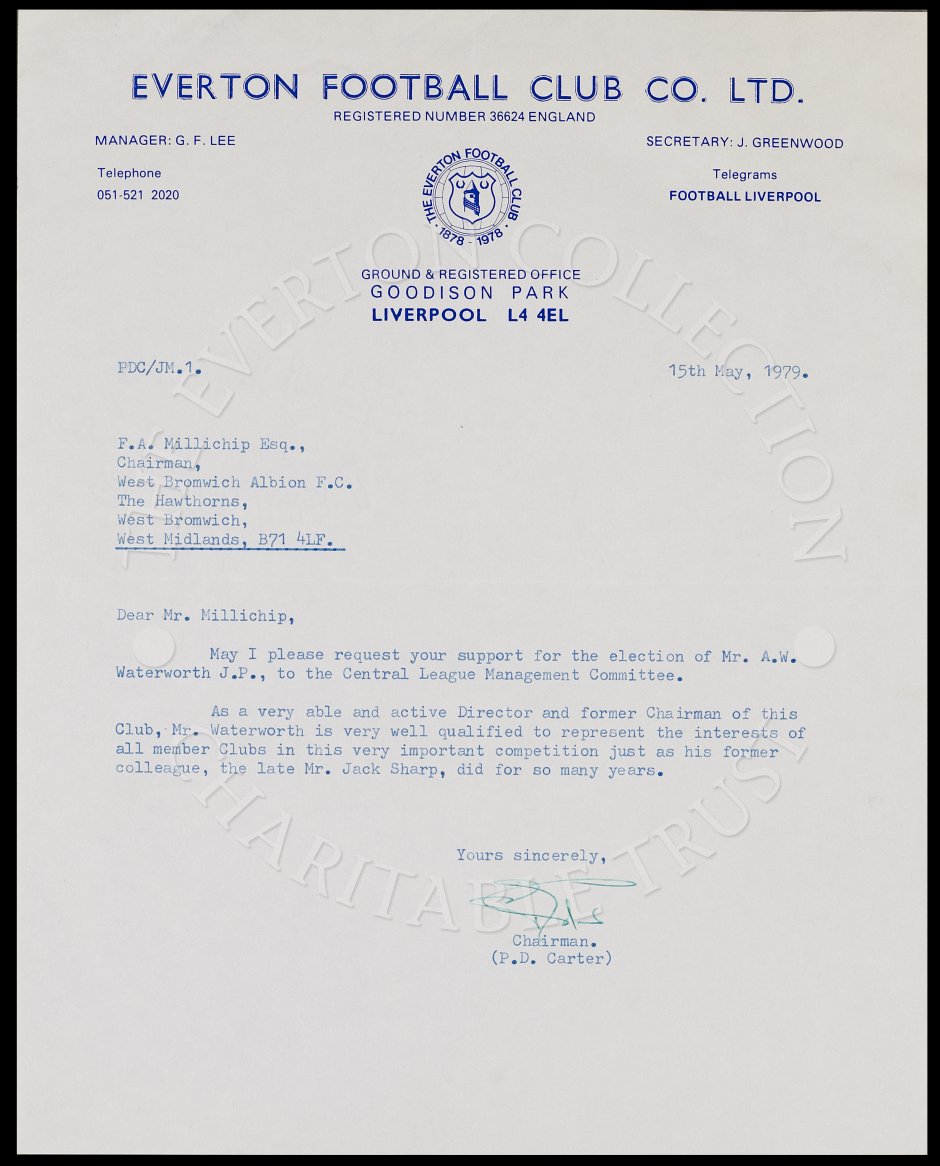 EVERTON FOOTBALL CLUB CO. LTD.
REGISTERED NUMBER 36624 ENGLAND
MANAGER: G. F. LEE
SECRETARY: J. GREENWOOD
Telephone
051-521 2020
Telegrams
FOOTBALL LIVERPOOL
THE EVERTON FOOTBALL CLUB
· 1878 - 1978 ·
GROUND & REGISTERED OFFICE
GOODISON PARK
LIVERPOOL L4 4EL
PDC/JM.1.
15th May, 1979.
F.A. Millichip Esq.,
Chairman,
West Bromwich Albion F.C.
The Hawthorns,
West Bromwich,
West Midlands, B71 4LF.
Dear Mr. Millichip,
May I please request your support for the election of Mr. A.W.
Waterworth J.P., to the Central League Management Committee.
As a very able and active Director and former Chairman of this
Club, Mr. Waterworth is very well qualified to represent the interests of
all member Clubs in this very important competition just as his former
colleague, the late Mr. Jack Sharp, did for so many years.
Yours sincerely,
Chairman.
(P.D. Carter)
THE EVERTON COLLECTION
CHARITABLE TRUST